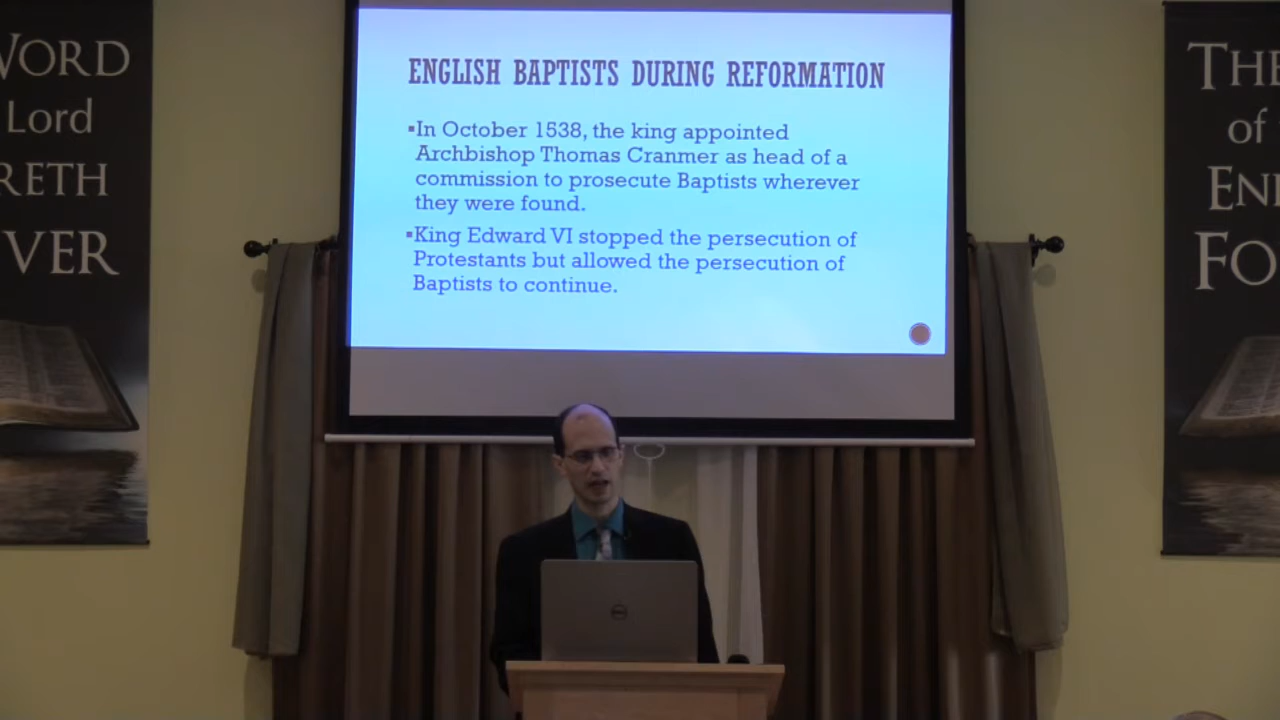 WORD
Lord
RETH
VER
ENGLISH BAPTISTS DURING REFORMATION
▪In October 1538, the king appointed
Archbishop Thomas Cranmer as head of a
commission to prosecute Baptists wherever
they were found.
▪King Edward VI stopped the persecution of
Protestants but allowed the persecution of
Baptists to continue.
DELL
THE
of
EN
FO